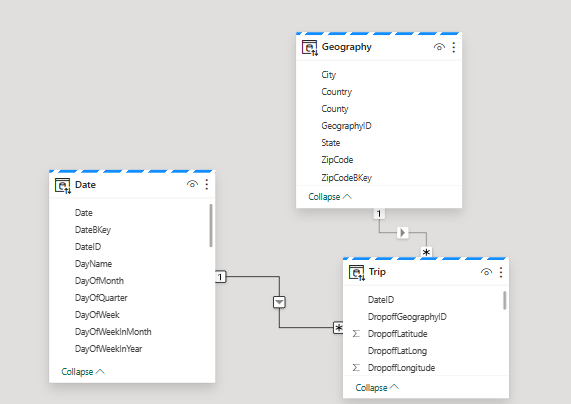 Geography
City
Country
County
GeographyID
State
ZipCode
ZipCodeBKey
Collapse
1
*
Date
Date
DateBKey
DateID
DayName
DayOfMonth
DayOfQuarter
DayOfWeek
DayOfWeekInMonth
DayOfWeekInYear
Collapse
1
*
Trip
DateID
DropoffGeographyID
Σ DropoffLatitude
DropoffLatLong
Σ DropoffLongitude
Collapse